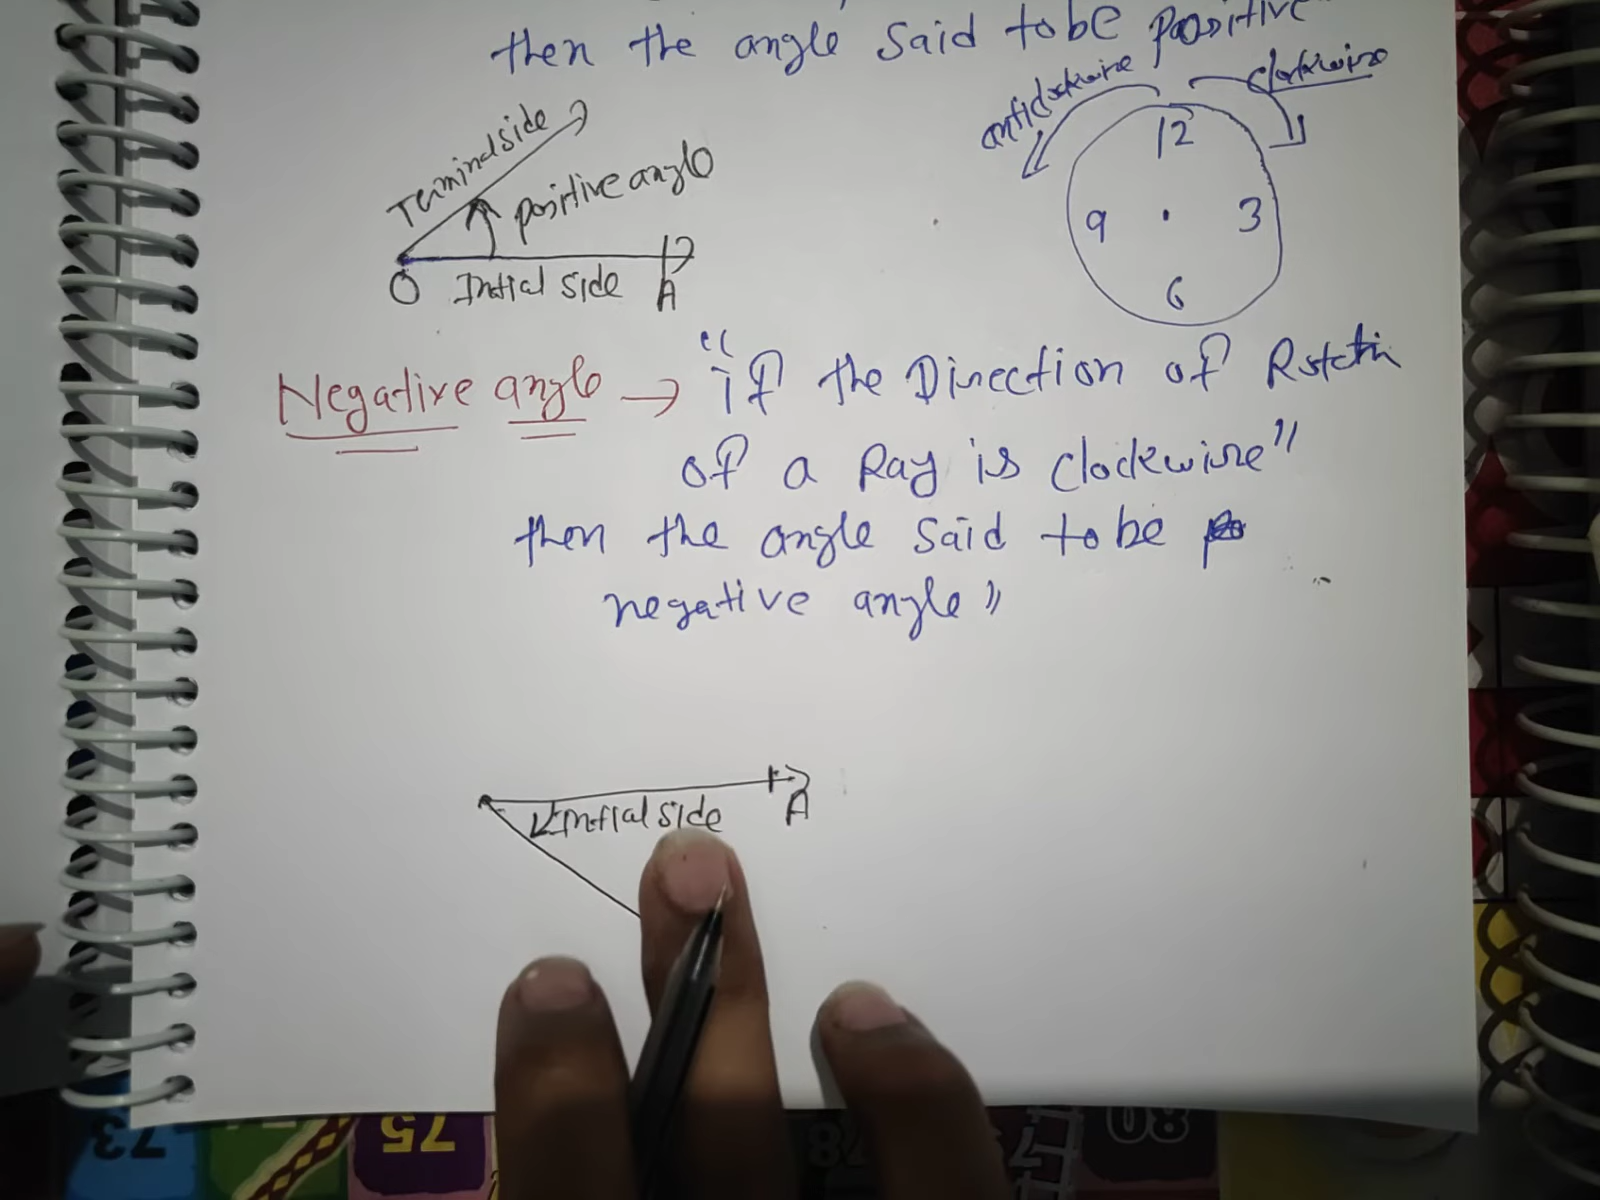 then the angle said to be positive
anticlockwise
clockwise
12
9
3
6
Terminal side
positive angle
O
Initial side
A
Negative angle → "if the Direction of Rotation
of a Ray is clockwise"
then the angle said to be
negative angle"
Initial side
A
73
75
78
77
80